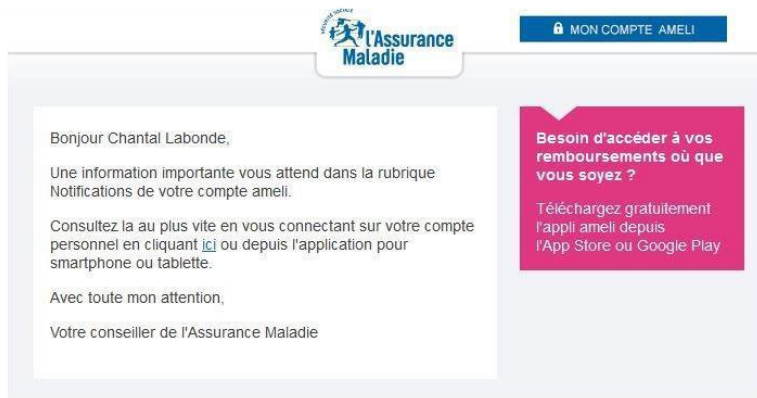 SÉCURITÉ SOCIALE
l'Assurance
Maladie
MON COMPTE AMELI
Bonjour Chantal Labonde,
Une information importante vous attend dans la rubrique
Notifications de votre compte ameli.
Consultez la au plus vite en vous connectant sur votre compte
personnel en cliquant ici ou depuis l'application pour
smartphone ou tablette.
Avec toute mon attention,
Votre conseiller de l'Assurance Maladie
Besoin d'accéder à vos
remboursements où que
vous soyez ?
Téléchargez gratuitement
l'appli ameli depuis
l'App Store ou Google Play